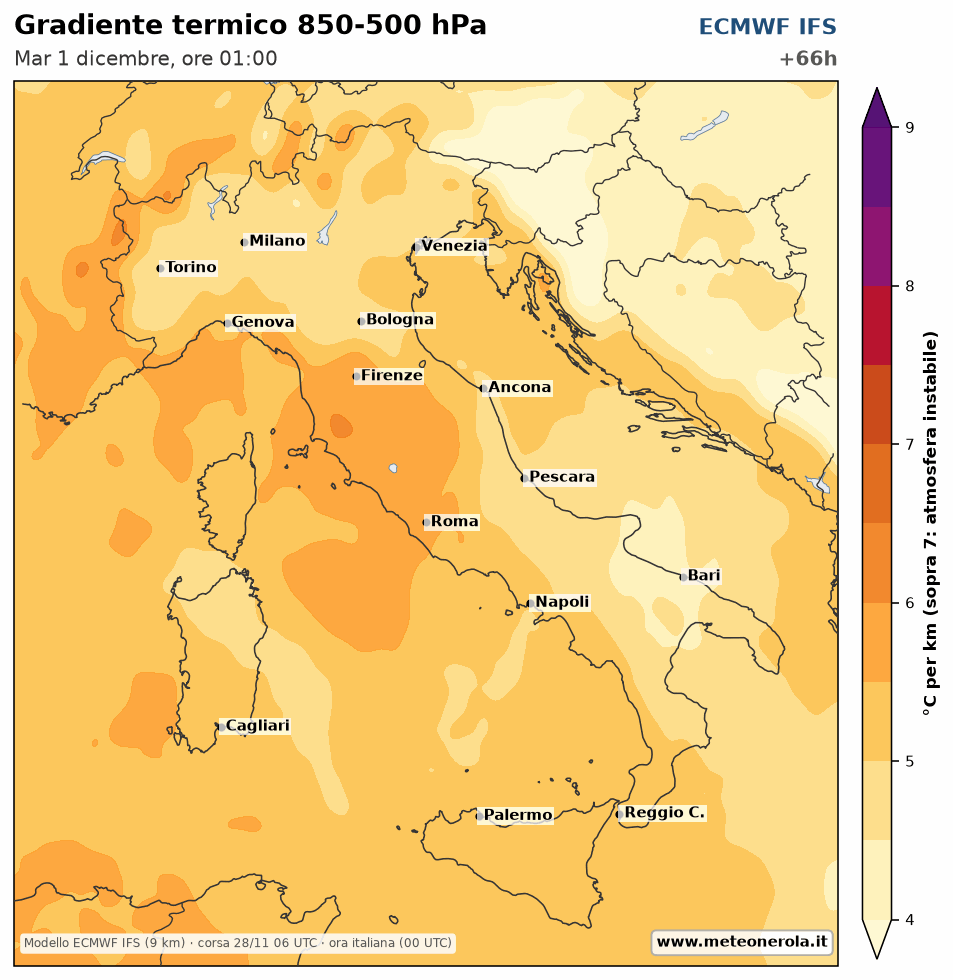 Gradiente termico 850-500 hPa
ECMWF IFS
Mar 1 dicembre, ore 01:00
+66h
Milano
Venezia
Torino
Genova
Bologna
Firenze
Ancona
Pescara
Roma
Bari
Napoli
Cagliari
Palermo
Reggio C.
9
8
7
6
5
4
°C per km (sopra 7: atmosfera instabile)
Modello ECMWF IFS (9 km) · corsa 28/11 06 UTC · ora italiana (00 UTC)
www.meteonerola.it